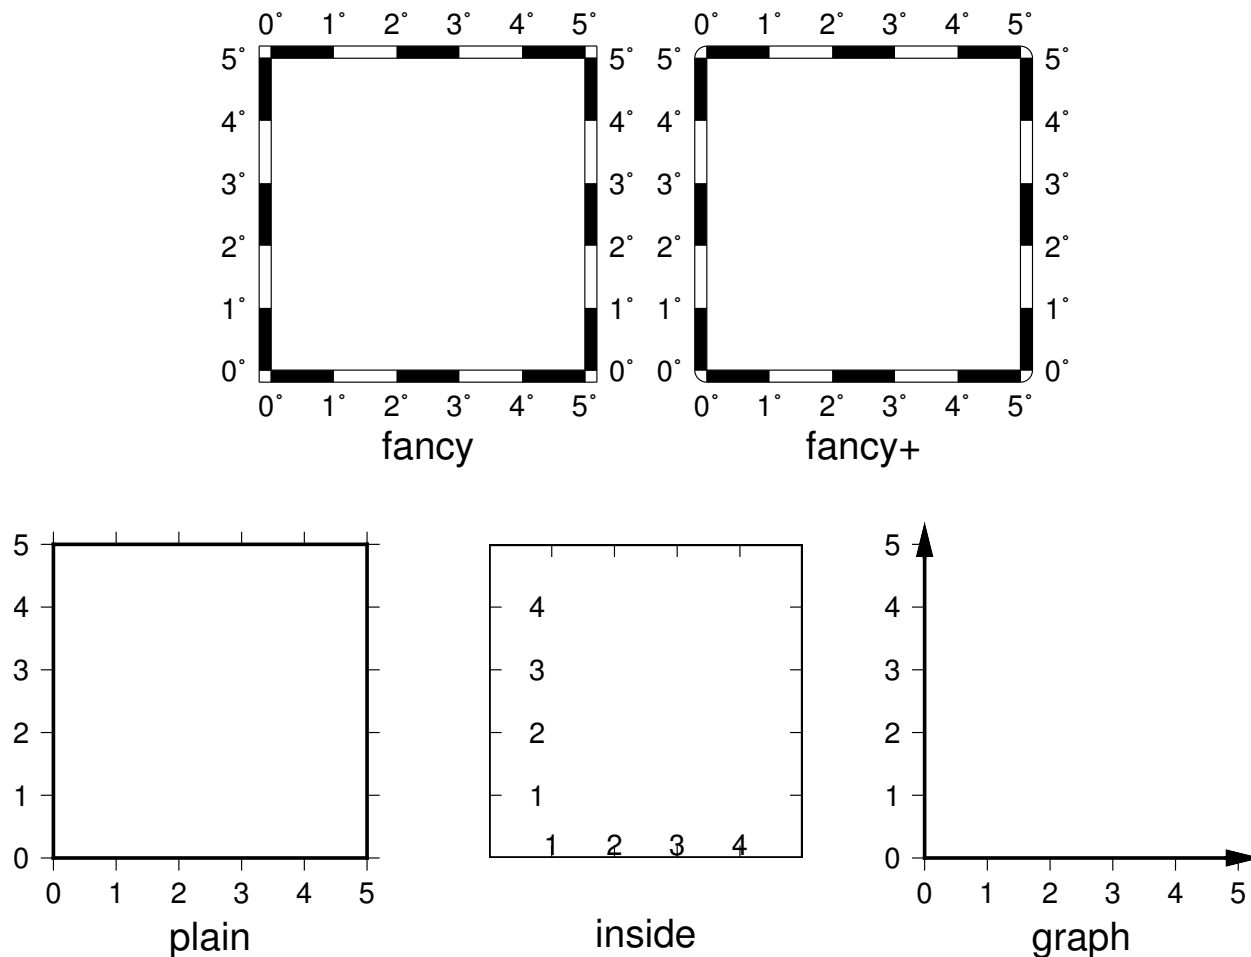 0° 1° 2° 3° 4° 5° 0° 1° 2° 3° 4° 5°
5° 5° 5° 5°
4° 4° 4° 4°
3° 3° 3° 3°
2° 2° 2° 2°
1° 1° 1° 1°
0° 0° 0° 0°
0° 1° 2° 3° 4° 5° 0° 1° 2° 3° 4° 5°
fancy fancy+
5 5
4 4 4
3 3 3
2 2 2
1 1 1
1 2 3 4
0 0
0 1 2 3 4 5 0 1 2 3 4 5
plain inside graph